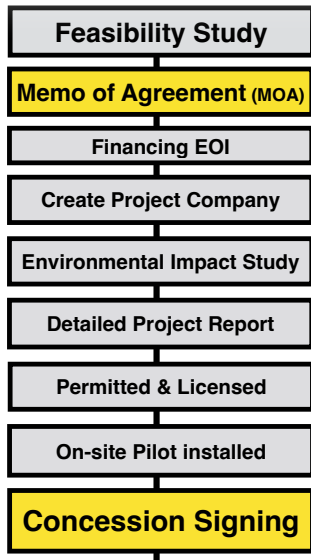 Feasibility Study
Memo of Agreement (MOA)
Financing EOI
Create Project Company
Environmental Impact Study
Detailed Project Report
Permitted & Licensed
On-site Pilot installed
Concession Signing